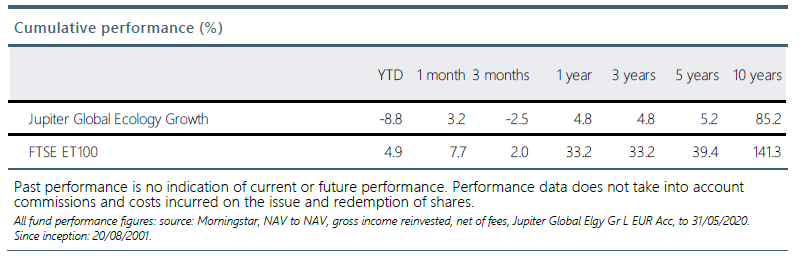 Cumulative performance (%)
YTD 1 month 3 months 1 year 3 years 5 years 10 years
Jupiter Global Ecology Growth -8.8 3.2 -2.5 4.8 4.8 5.2 85.2
FTSE ET100 4.9 7.7 2.0 33.2 33.2 39.4 141.3
Past performance is no indication of current or future performance. Performance data does not take into account
commissions and costs incurred on the issue and redemption of shares.
All fund performance figures: source: Morningstar, NAV to NAV, gross income reinvested, net of fees, Jupiter Global Elgy Gr L EUR Acc, to 31/05/2020.
Since inception: 20/08/2001.